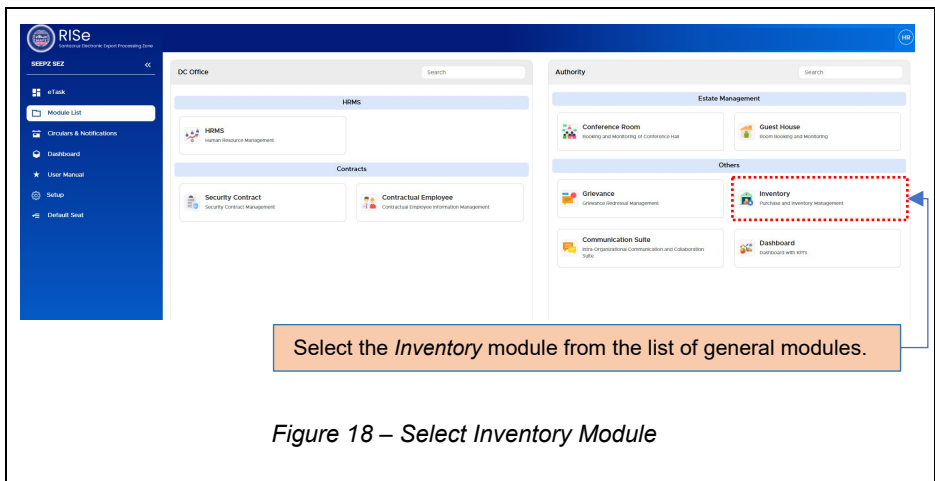 RISe
Santacruz Electronic Export Processing Zone
HR
SEEPZ SEZ
«
eTask
Module List
Circulars & Notifications
Dashboard
User Manual
Setup
Default Seat
DC Office
Search
HRMS
HRMS
Human Resource Management
Contracts
Security Contract
Security Contract Management
Contractual Employee
Contractual Employee Information Management
Authority
Search
Estate Management
Conference Room
Booking and Monitoring of Conference Hall
Guest House
Room Booking and Monitoring
Others
Grievance
Grievance Redressal Management
Inventory
Purchase and Inventory Management
Communication Suite
Intra-Organisational Communication and Collaboration
Suite
Dashboard
Dashboard with KPI's
Select the Inventory module from the list of general modules.
Figure 18 – Select Inventory Module